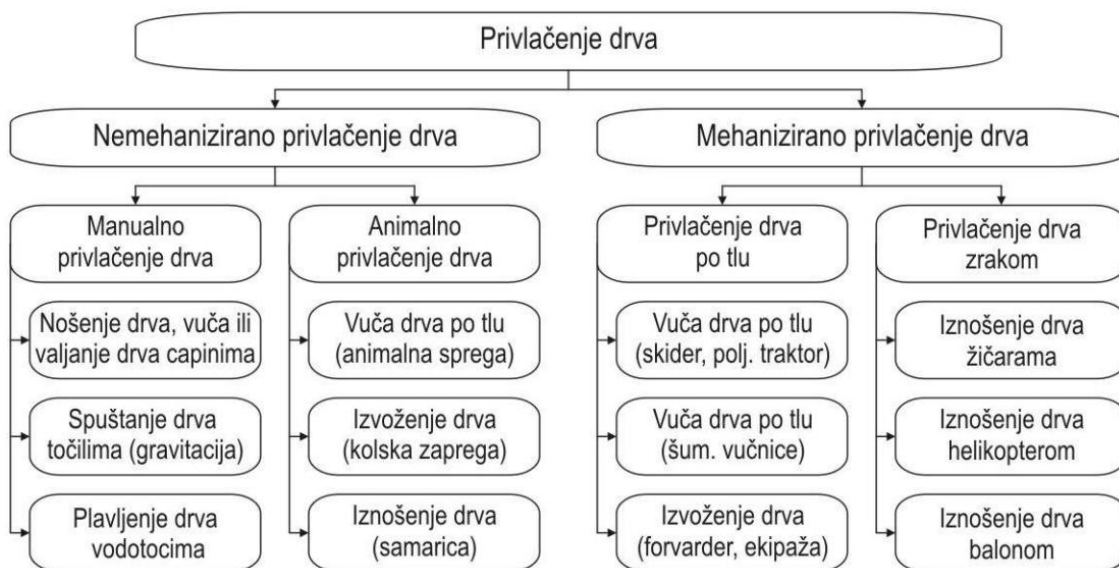 Privlačenje drva
Nemehanizirano privlačenje drva
Mehanizirano privlačenje drva
Manualno
privlačenje drva
Animalno
privlačenje drva
Privlačenje drva
po tlu
Privlačenje drva
zrakom
Nošenje drva, vuča ili
valjanje drva capinima
Vuča drva po tlu
(animalna sprega)
Vuča drva po tlu
(skider, polj. traktor)
Iznošenje drva
žičarama
Spuštanje drva
točilima (gravitacija)
Izvoženje drva
(kolska zaprega)
Vuča drva po tlu
(šum. vučnice)
Iznošenje drva
helikopterom
Plavljenje drva
vodotocima
Iznošenje drva
(samarica)
Izvoženje drva
(forvarder, ekipaža)
Iznošenje drva
balonom